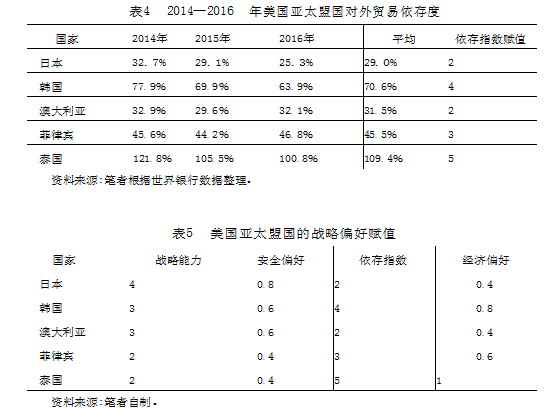 表4 2014—2016 年美国亚太盟国对外贸易依存度
国家 2014年 2015年 2016年 平均 依存指数赋值
日本 32.7% 29.1% 25.3% 29.0% 2
韩国 77.9% 69.9% 63.9% 70.6% 4
澳大利亚 32.9% 29.6% 32.1% 31.5% 2
菲律宾 45.6% 44.2% 46.8% 45.5% 3
泰国 121.8% 105.5% 100.8% 109.4% 5
资料来源:笔者根据世界银行数据整理.
表5 美国亚太盟国的战略偏好赋值
国家 战略能力 安全偏好 依存指数 经济偏好
日本 4 0.8 2 0.4
韩国 3 0.6 4 0.8
澳大利亚 3 0.6 2 0.4
菲律宾 2 0.4 3 0.6
泰国 2 0.4 5 1
资料来源:笔者自制.